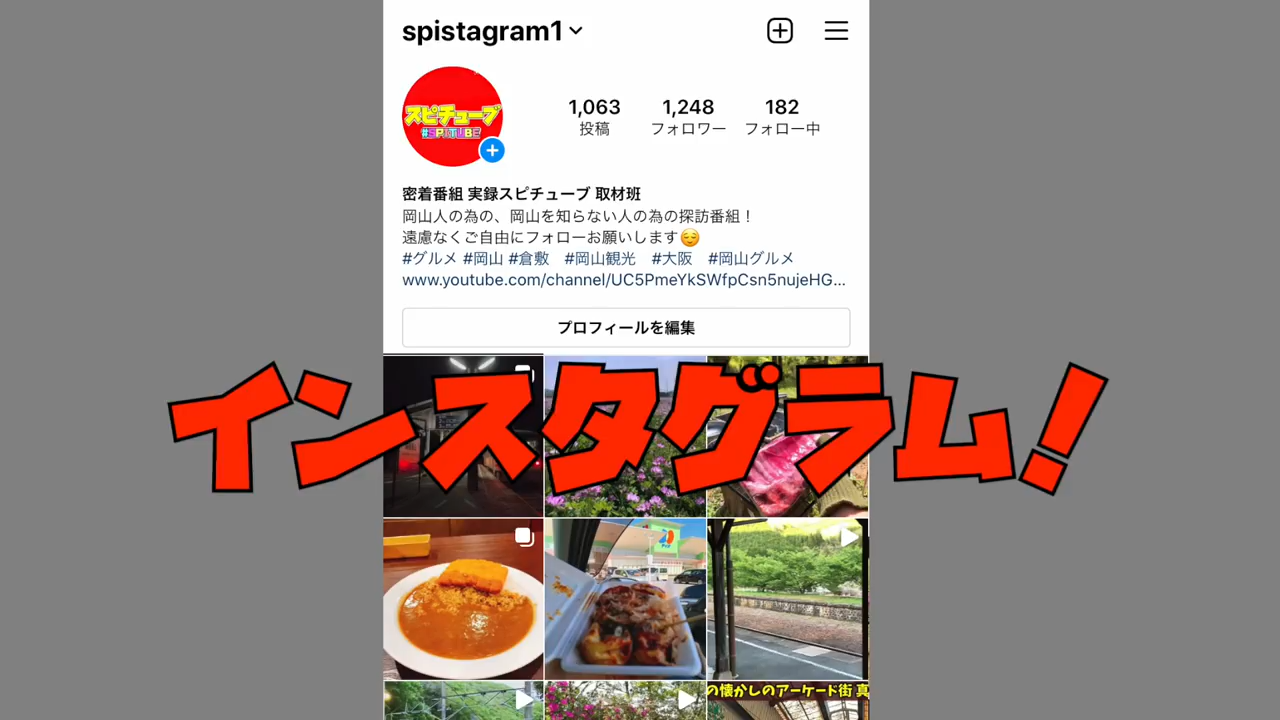 spistagram1
スピチューブ
#SPITUBE
1,063
投稿
1,248
フォロワー
182
フォロー中
密着番組 実録スピチューブ 取材班
岡山人の為の、岡山を知らない人の為の探訪番組！
遠慮なくご自由にフォローお願いします😌
#グルメ #岡山 #倉敷　#岡山観光　#大阪　#岡山グルメ
www.youtube.com/channel/UC5PmeYkSWfpCsn5nujeHG...
プロフィールを編集
インスタグラム！
の懐かしのアーケード街 真